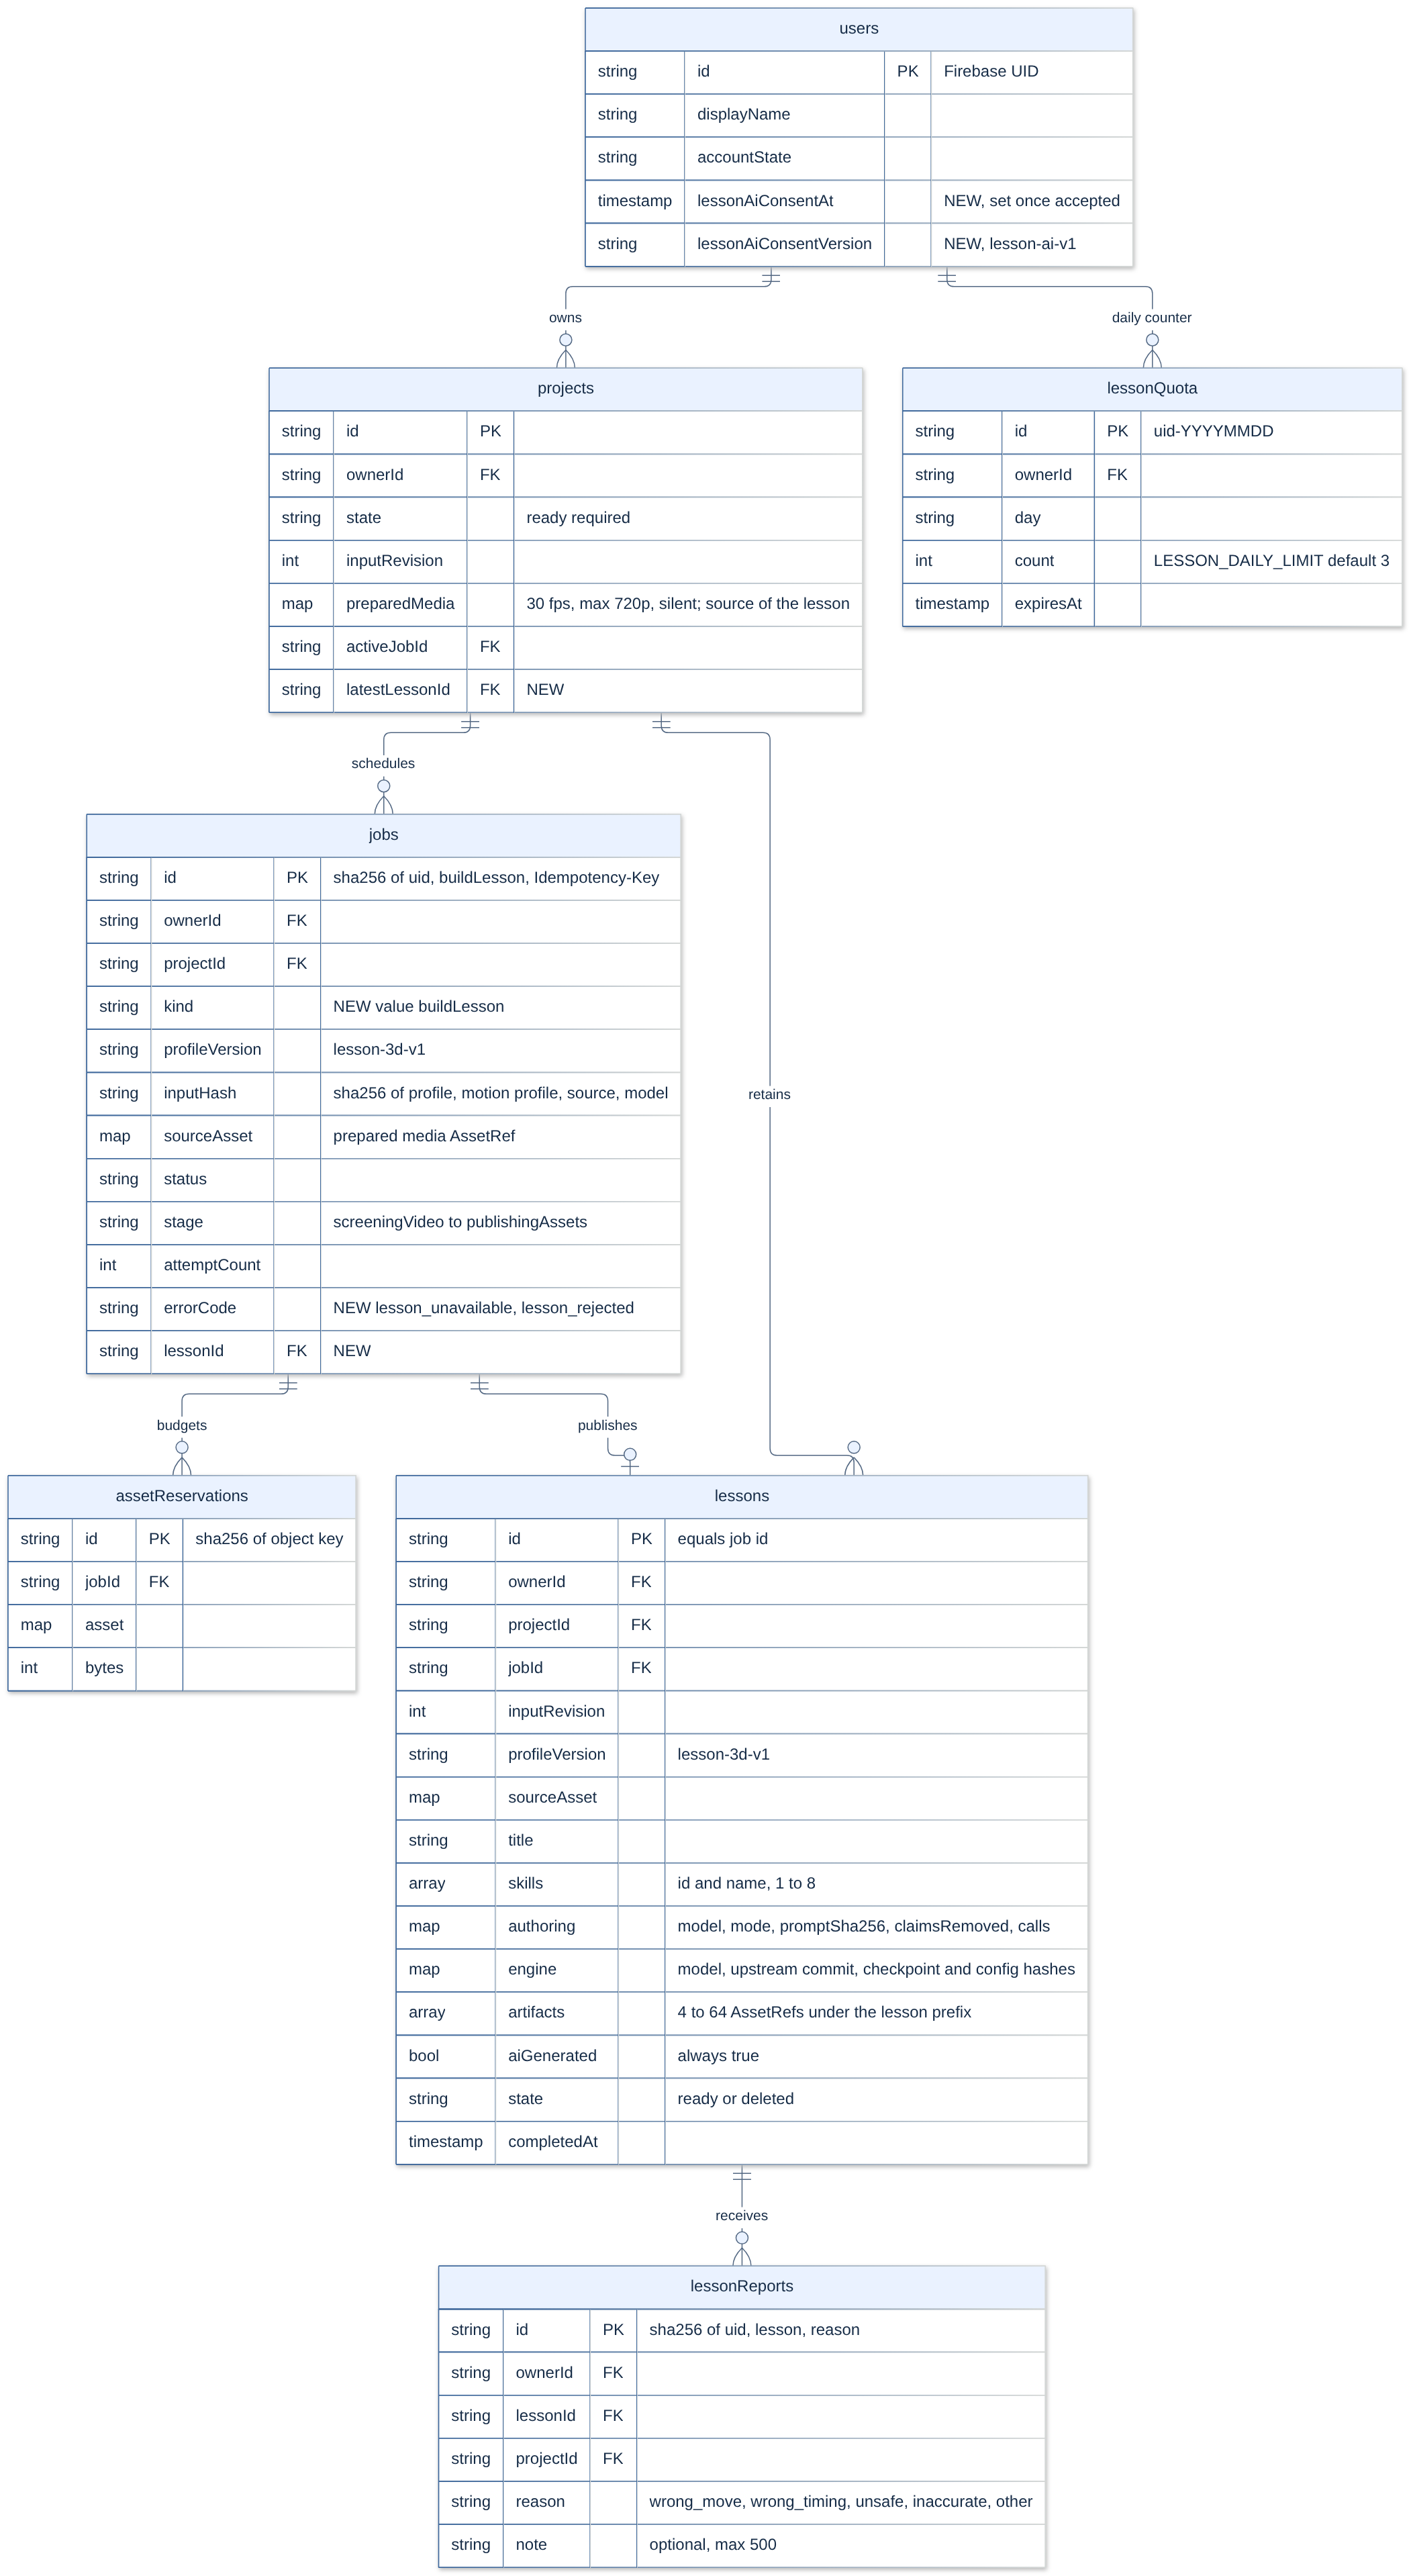 users
string id PK Firebase UID
string displayName
string accountState
timestamp lessonAiConsentAt NEW, set once accepted
string lessonAiConsentVersion NEW, lesson-ai-v1
owns
daily counter
projects
string id PK
string ownerId FK
string state ready required
int inputRevision
map preparedMedia 30 fps, max 720p, silent; source of the lesson
string activeJobId FK
string latestLessonId FK NEW
lessonQuota
string id PK uid-YYYYMMDD
string ownerId FK
string day
int count LESSON_DAILY_LIMIT default 3
timestamp expiresAt
schedules
retains
jobs
string id PK sha256 of uid, buildLesson, Idempotency-Key
string ownerId FK
string projectId FK
string kind NEW value buildLesson
string profileVersion lesson-3d-v1
string inputHash sha256 of profile, motion profile, source, model
map sourceAsset prepared media AssetRef
string status
string stage screeningVideo to publishingAssets
int attemptCount
string errorCode NEW lesson_unavailable, lesson_rejected
string lessonId FK NEW
budgets
publishes
assetReservations
string id PK sha256 of object key
string jobId FK
map asset
int bytes
lessons
string id PK equals job id
string ownerId FK
string projectId FK
string jobId FK
int inputRevision
string profileVersion lesson-3d-v1
map sourceAsset
string title
array skills id and name, 1 to 8
map authoring model, mode, promptSha256, claimsRemoved, calls
map engine model, upstream commit, checkpoint and config hashes
array artifacts 4 to 64 AssetRefs under the lesson prefix
bool aiGenerated always true
string state ready or deleted
timestamp completedAt
receives
lessonReports
string id PK sha256 of uid, lesson, reason
string ownerId FK
string lessonId FK
string projectId FK
string reason wrong_move, wrong_timing, unsafe, inaccurate, other
string note optional, max 500